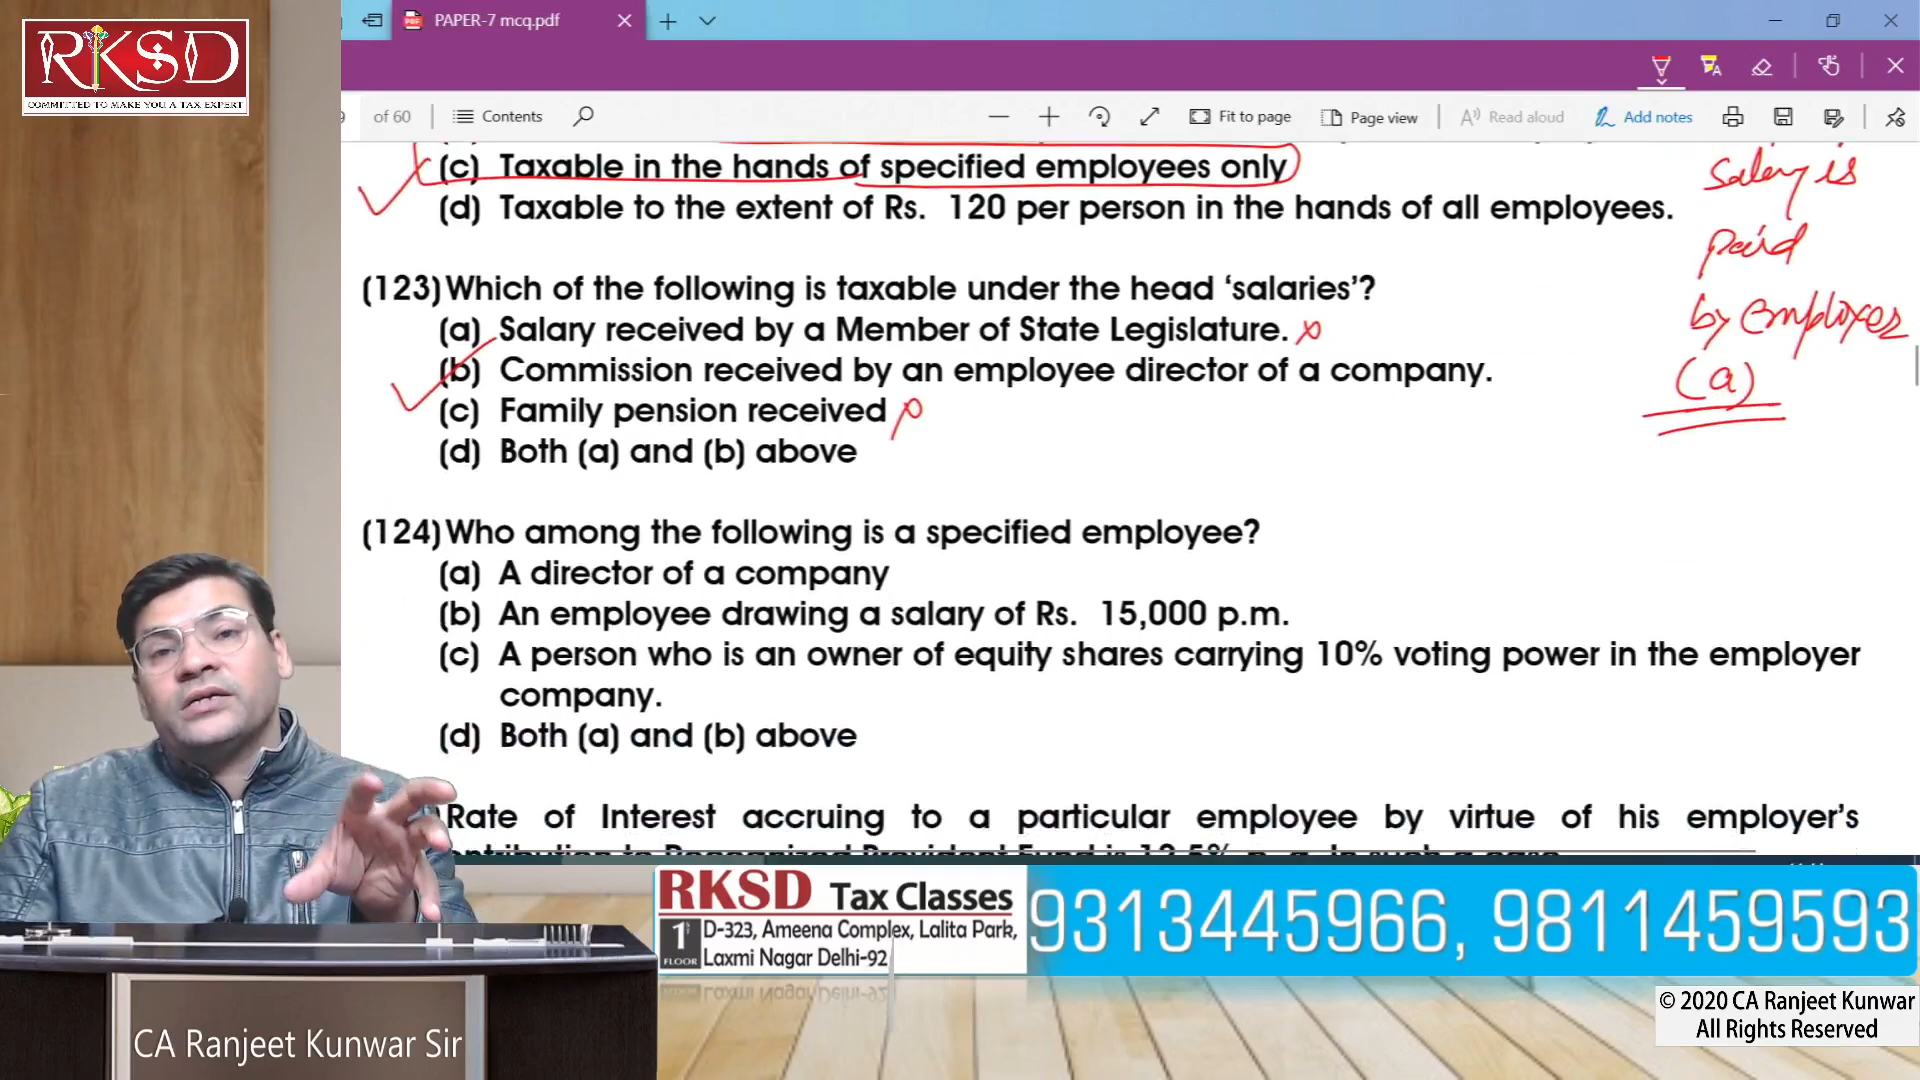 RKSD
COMMITTED TO MAKE YOU A TAX EXPERT
PAPER-7 mcq.pdf
of 60
Contents
Fit to page
Page view
Read aloud
Add notes
(c) Taxable in the hands of specified employees only
(d) Taxable to the extent of Rs. 120 per person in the hands of all employees.
salary is
paid
by employer
(a)
(123) Which of the following is taxable under the head ‘salaries’?
(a) Salary received by a Member of State Legislature.
(b) Commission received by an employee director of a company.
(c) Family pension received
(d) Both (a) and (b) above
(124) Who among the following is a specified employee?
(a) A director of a company
(b) An employee drawing a salary of Rs. 15,000 p.m.
(c) A person who is an owner of equity shares carrying 10% voting power in the employer
company.
(d) Both (a) and (b) above
Rate of Interest accruing to a particular employee by virtue of his employer’s
RKSD Tax Classes
1st FLOOR
D-323, Ameena Complex, Lalita Park,
Laxmi Nagar Delhi-92
9313445966, 9811459593
CA Ranjeet Kunwar Sir
© 2020 CA Ranjeet Kunwar
All Rights Reserved